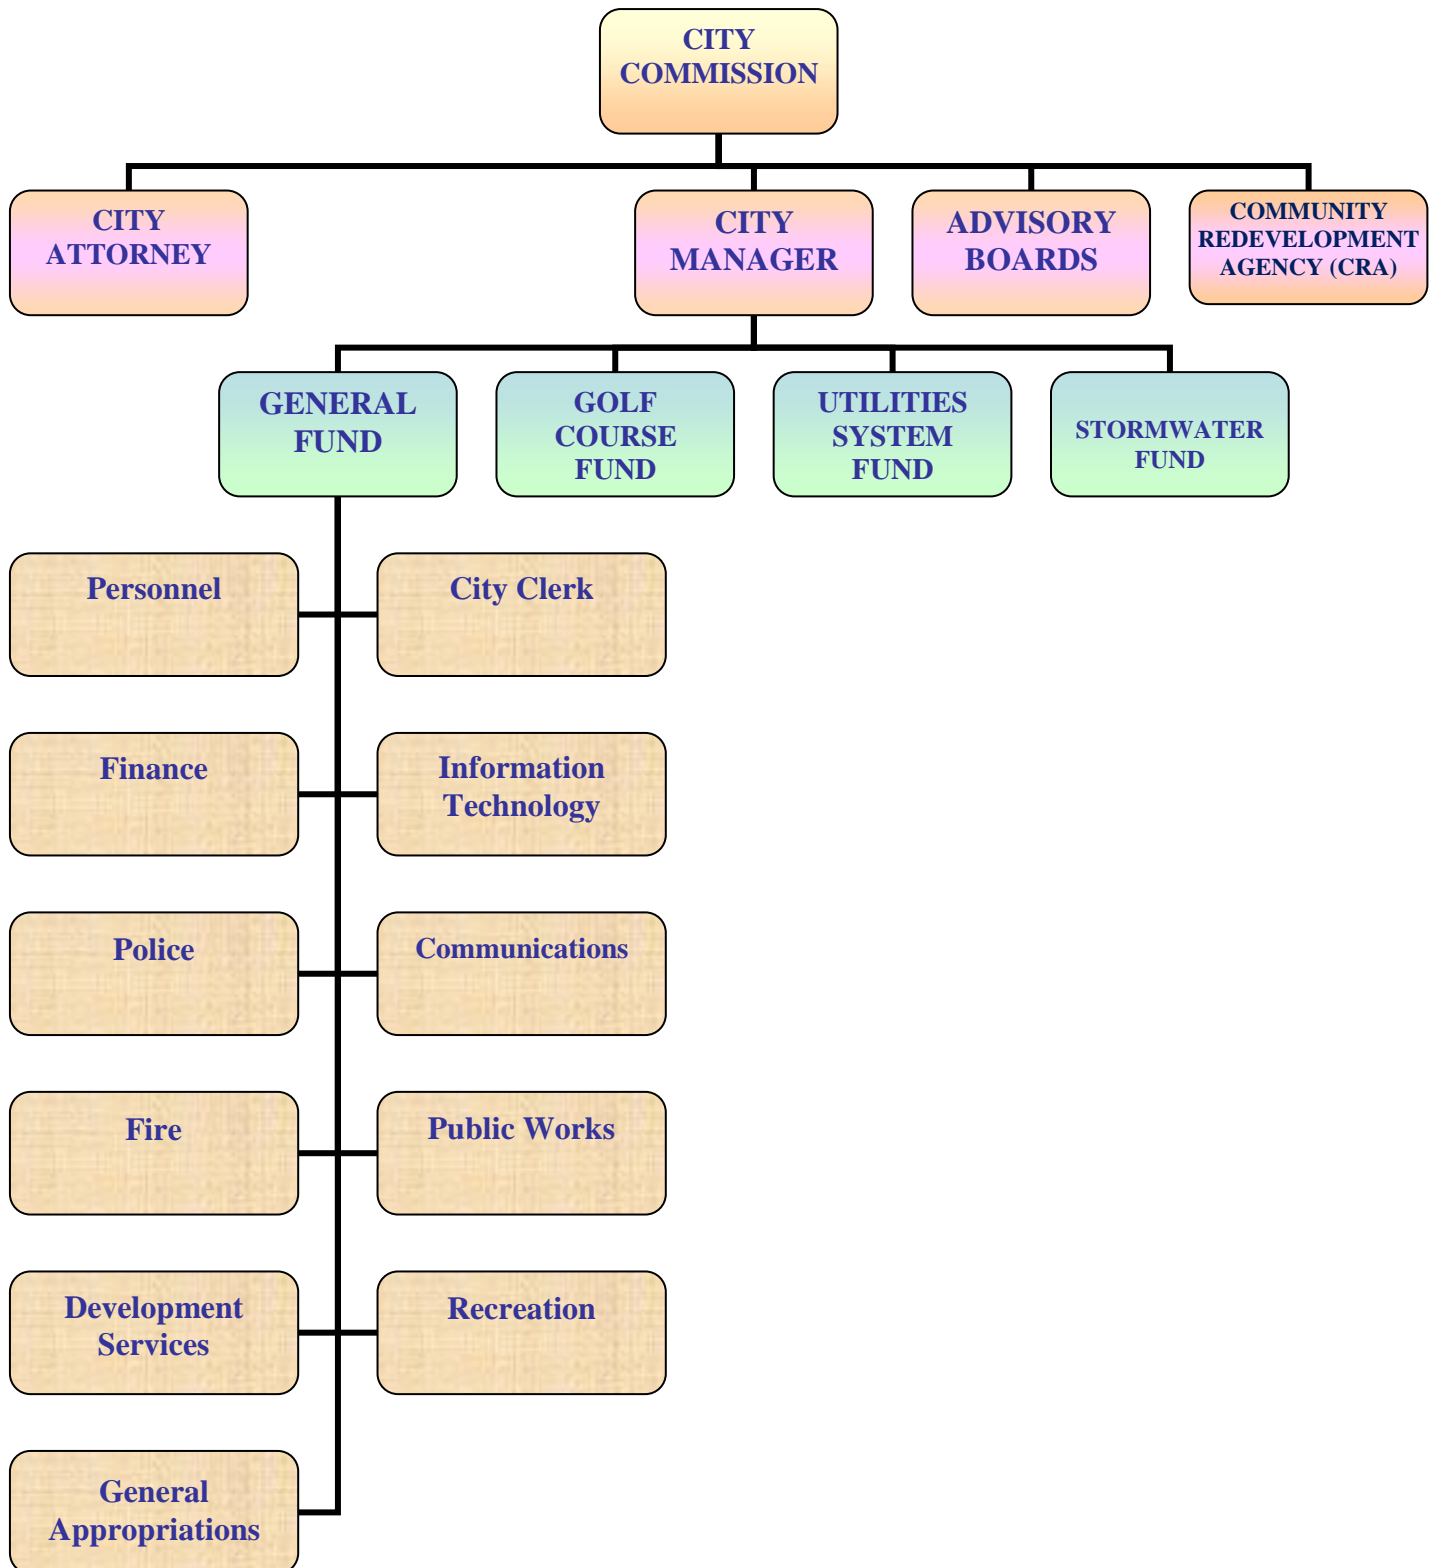 CITY
COMMISSION
CITY
ATTORNEY
CITY
MANAGER
ADVISORY
BOARDS
COMMUNITY
REDEVELOPMENT
AGENCY (CRA)
GENERAL
FUND
GOLF
COURSE
FUND
UTILITIES
SYSTEM
FUND
STORMWATER
FUND
Personnel
City Clerk
Finance
Information
Technology
Police
Communications
Fire
Public Works
Development
Services
Recreation
General
Appropriations